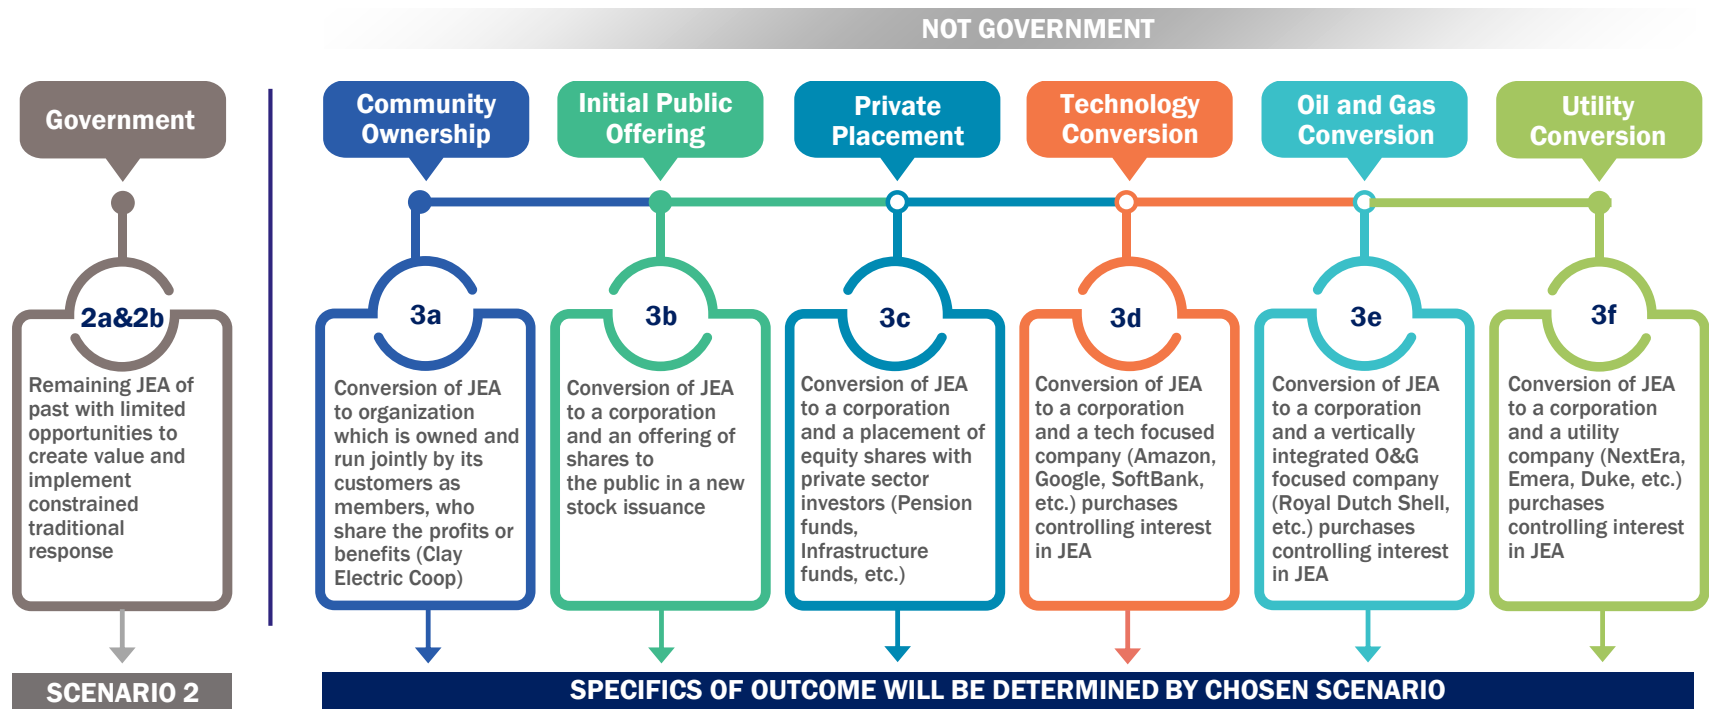 NOT GOVERNMENT
Government
2a&2b
Remaining JEA of
past with limited
opportunities to
create value and
implement
constrained
traditional
response
SCENARIO 2
Community
Ownership
3a
Conversion of JEA
to organization
which is owned and
run jointly by its
customers as
members, who
share the profits or
benefits (Clay
Electric Coop)
Initial Public
Offering
3b
Conversion of JEA
to a corporation
and an offering of
shares to
the public in a new
stock issuance
Private
Placement
3c
Conversion of JEA
to a corporation
and a placement of
equity shares with
private sector
investors (Pension
funds,
Infrastructure
funds, etc.)
Technology
Conversion
3d
Conversion of JEA
to a corporation
and a tech focused
company (Amazon,
Google, SoftBank,
etc.) purchases
controlling interest
in JEA
Oil and Gas
Conversion
3e
Conversion of JEA
to a corporation
and a vertically
integrated O&G
focused company
(Royal Dutch Shell,
etc.) purchases
controlling interest
in JEA
Utility
Conversion
3f
Conversion of JEA
to a corporation
and a utility
company (NextEra,
Emera, Duke, etc.)
purchases
controlling interest
in JEA
SPECIFICS OF OUTCOME WILL BE DETERMINED BY CHOSEN SCENARIO